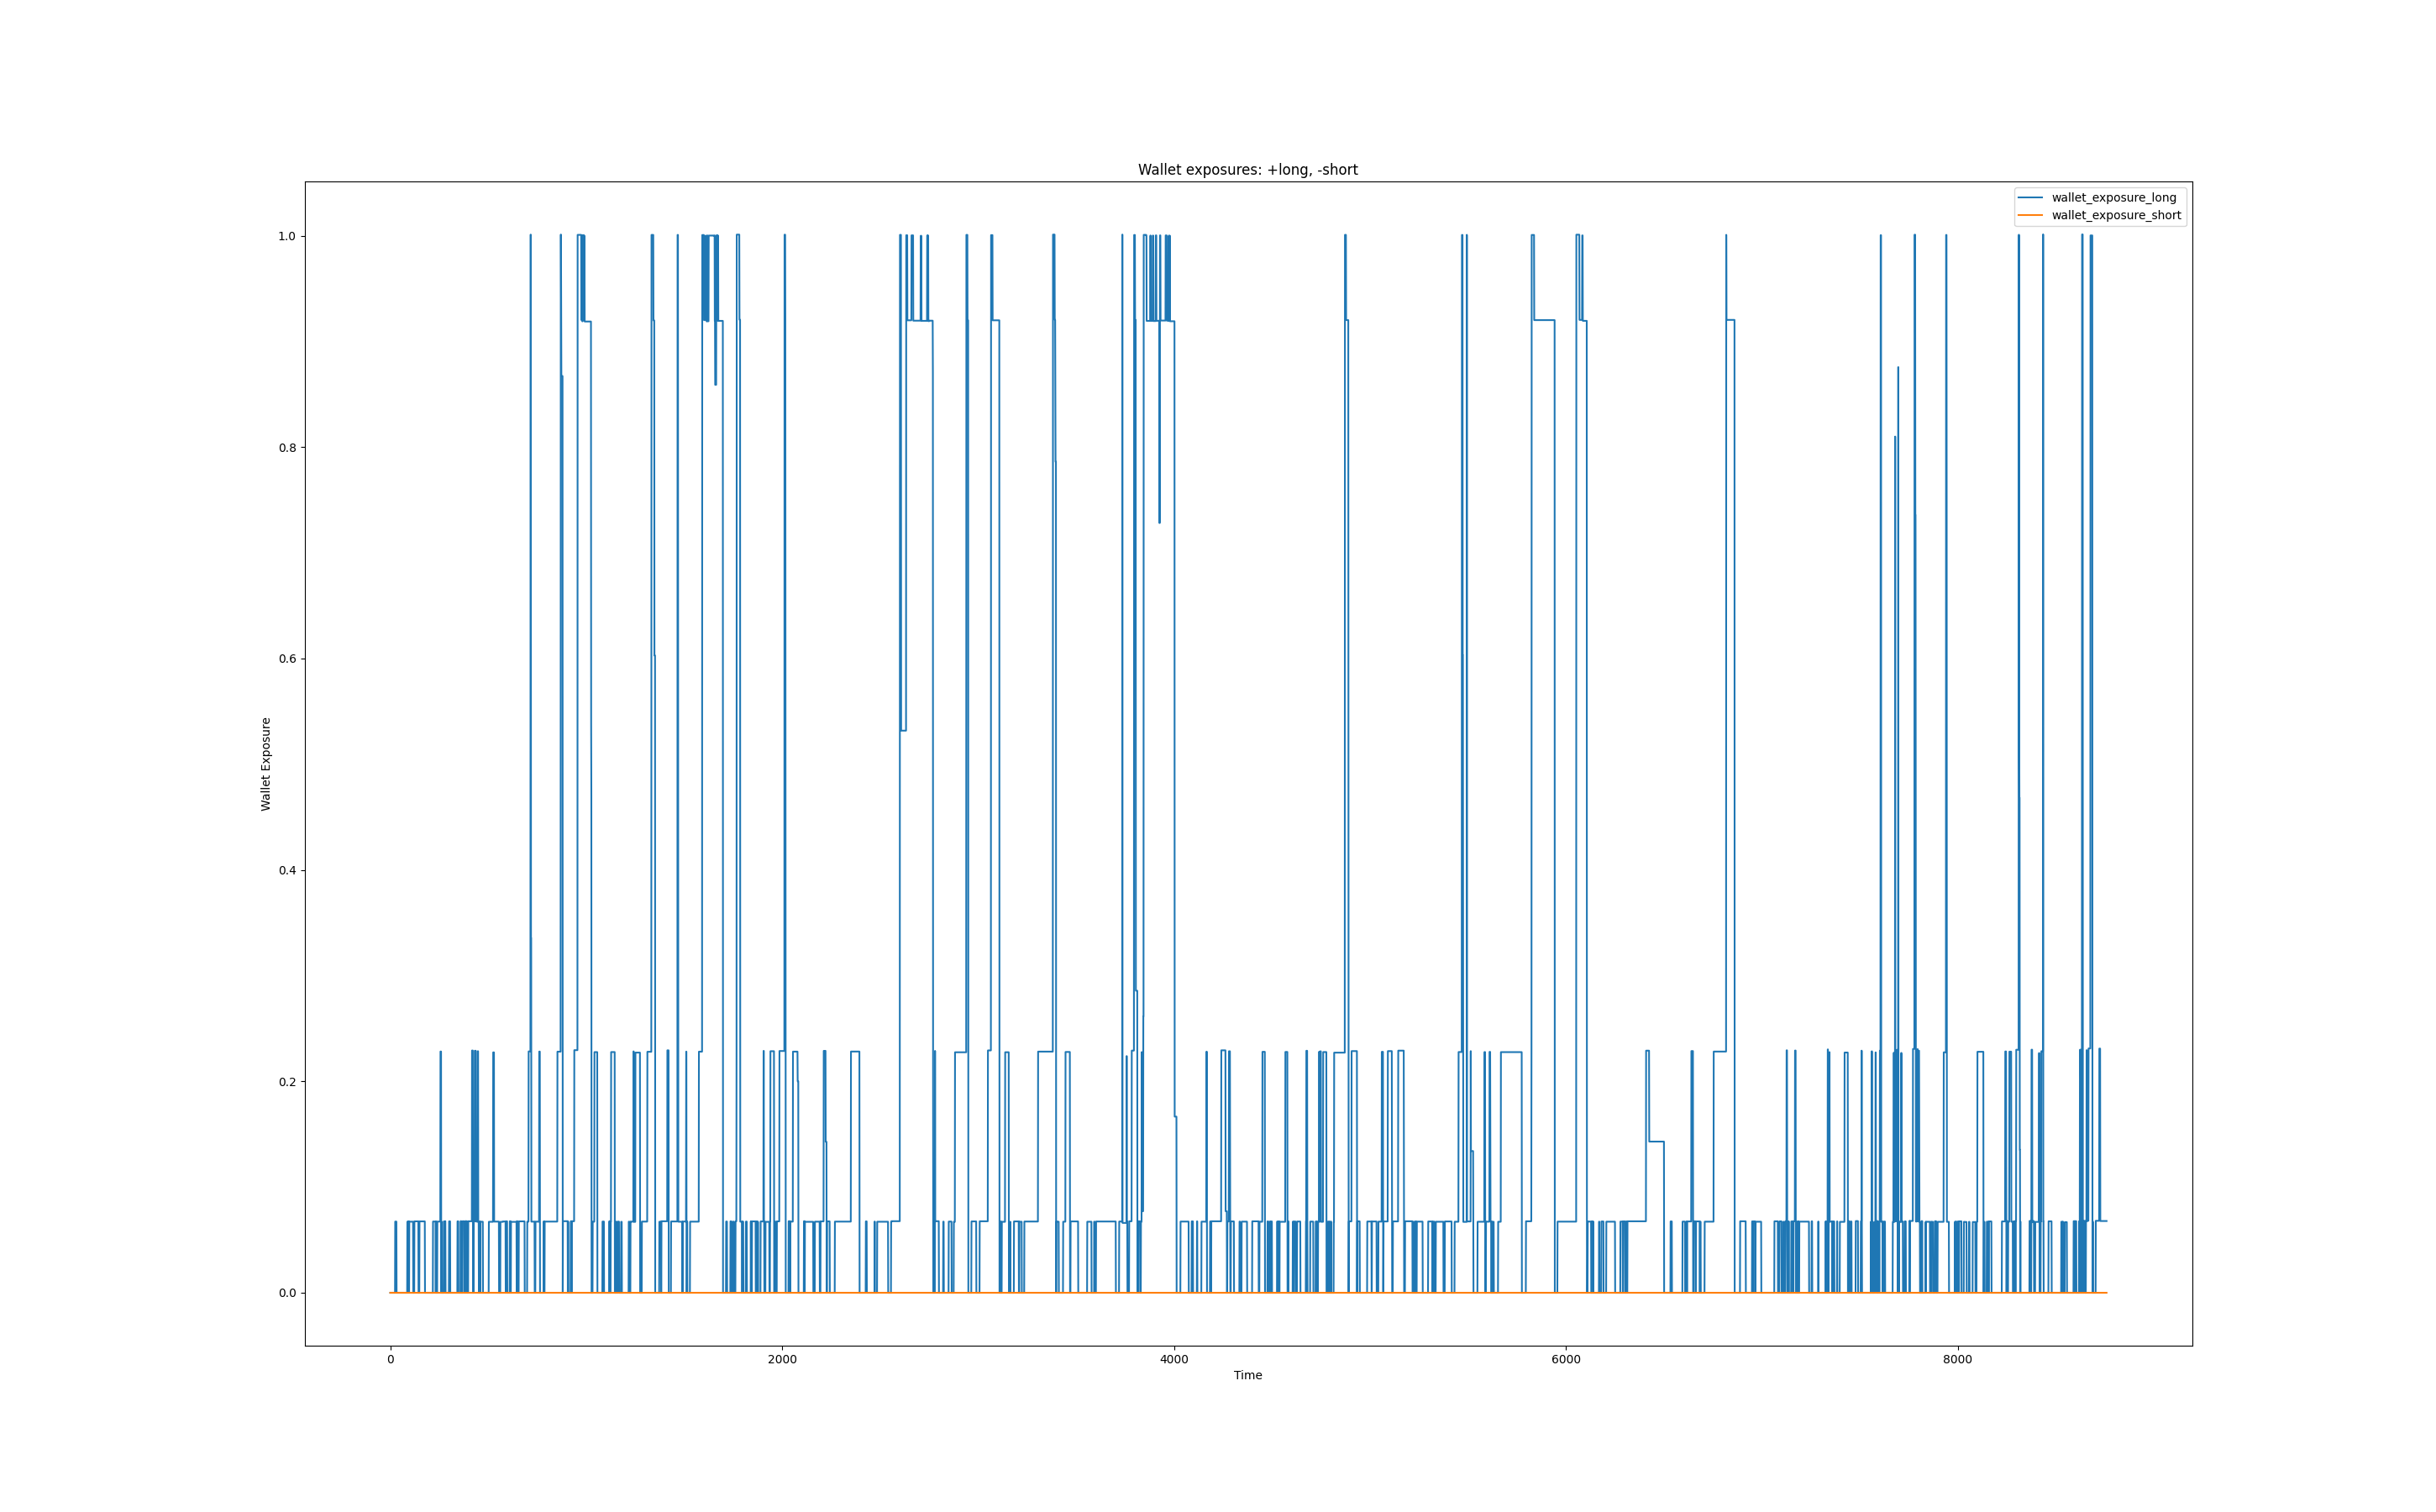 Wallet exposures: +long, -short
wallet_exposure_long
wallet_exposure_short
1.0
0.8
0.6
0.4
0.2
0.0
Wallet Exposure
0 2000 4000 6000 8000
Time